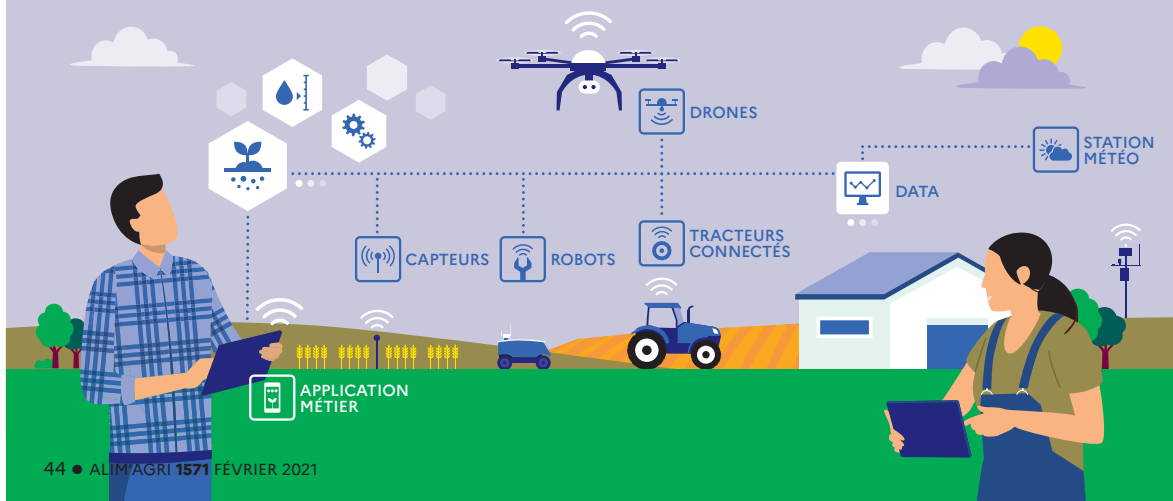 DRONES
STATION
MÉTÉO
DATA
CAPTEURS
ROBOTS
TRACTEURS
CONNECTÉS
APPLICATION
MÉTIER
44 ● ALIM'AGRI 1571 FÉVRIER 2021